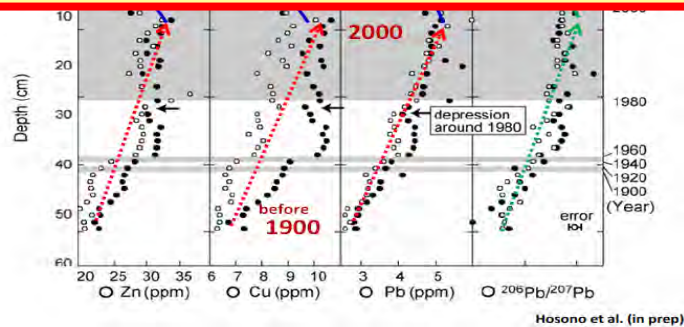 10
20
30
40
50
60
Depth (cm)
2000
before
1900
depression
around 1980
error
1980
1960
1940
1920
1900
(Year)
20 25 30 35
6 7 8 9 10
3 4 5
O Zn (ppm)
O Cu (ppm)
O Pb (ppm)
O ²⁰⁶Pb/²⁰⁷Pb
Hosono et al. (in prep)